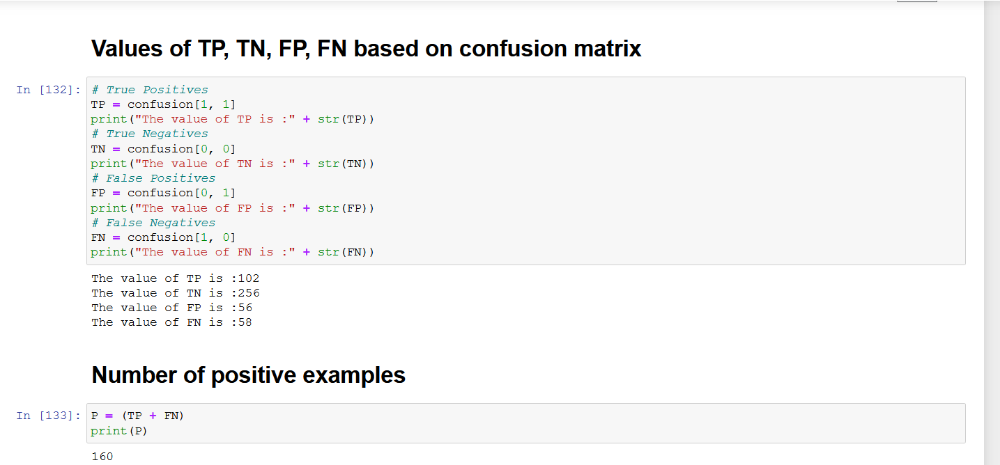 Values of TP, TN, FP, FN based on confusion matrix
In [132]: # True Positives
TP = confusion[1, 1]
print("The value of TP is :" + str(TP))
# True Negatives
TN = confusion[0, 0]
print("The value of TN is :" + str(TN))
# False Positives
FP = confusion[0, 1]
print("The value of FP is :" + str(FP))
# False Negatives
FN = confusion[1, 0]
print("The value of FN is :" + str(FN))
The value of TP is :102
The value of TN is :256
The value of FP is :56
The value of FN is :58
Number of positive examples
In [133]: P = (TP + FN)
print(P)
160